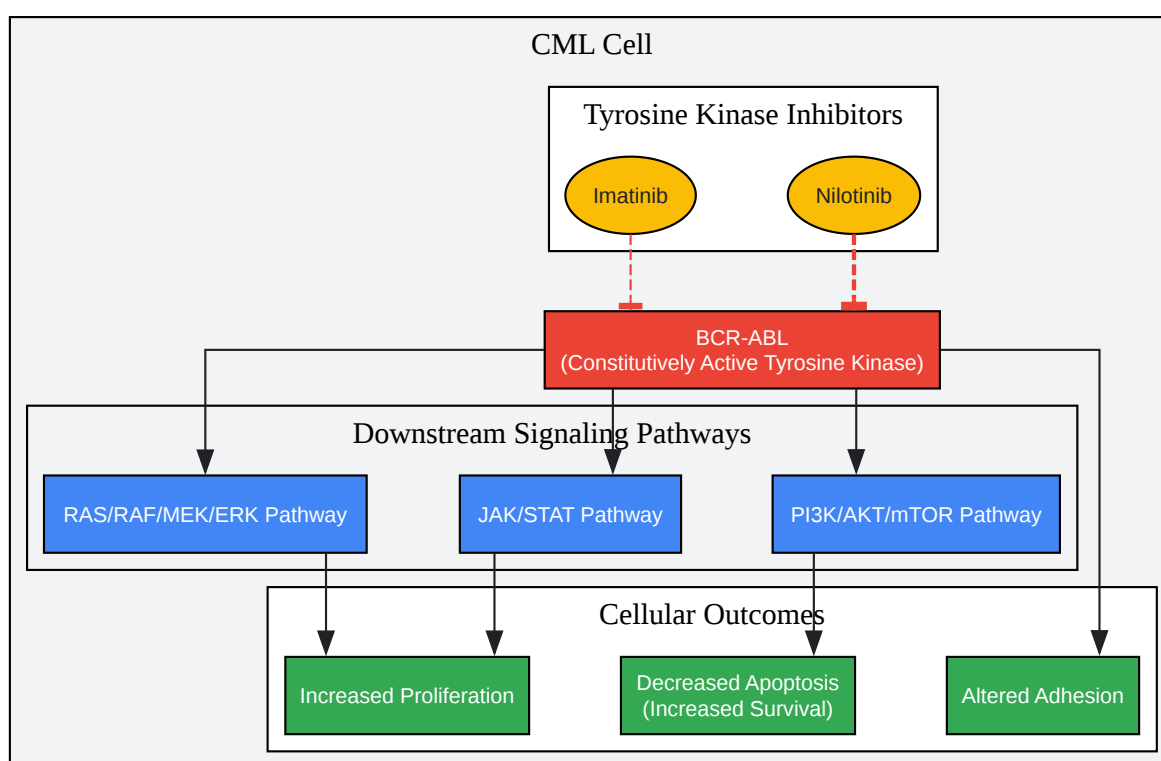 CML Cell
Tyrosine Kinase Inhibitors
Imatinib
Nilotinib
BCR-ABL
(Constitutively Active Tyrosine Kinase)
Downstream Signaling Pathways
RAS/RAF/MEK/ERK Pathway
JAK/STAT Pathway
PI3K/AKT/mTOR Pathway
Cellular Outcomes
Increased Proliferation
Decreased Apoptosis
(Increased Survival)
Altered Adhesion